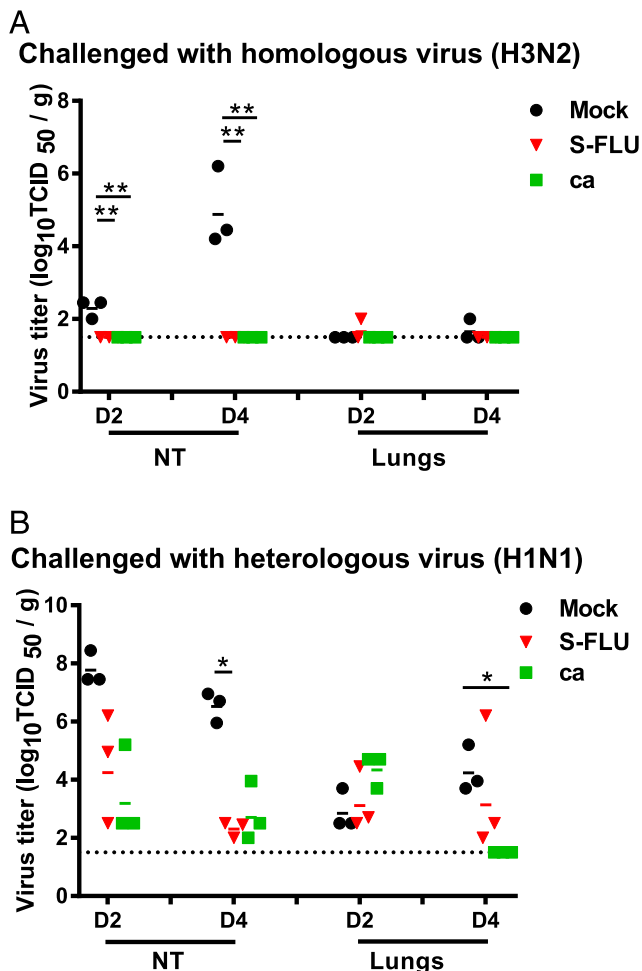 A
Challenged with homologous virus (H3N2)
Virus titer (log10TCID 50 / g)
8
6
4
2
0
**
**
**
**
Mock
S-FLU
ca
D2
D4
D2
D4
NT
Lungs
B
Challenged with heterologous virus (H1N1)
Virus titer (log10TCID 50 / g)
10
8
6
4
2
0
*
*
Mock
S-FLU
ca
D2
D4
D2
D4
NT
Lungs